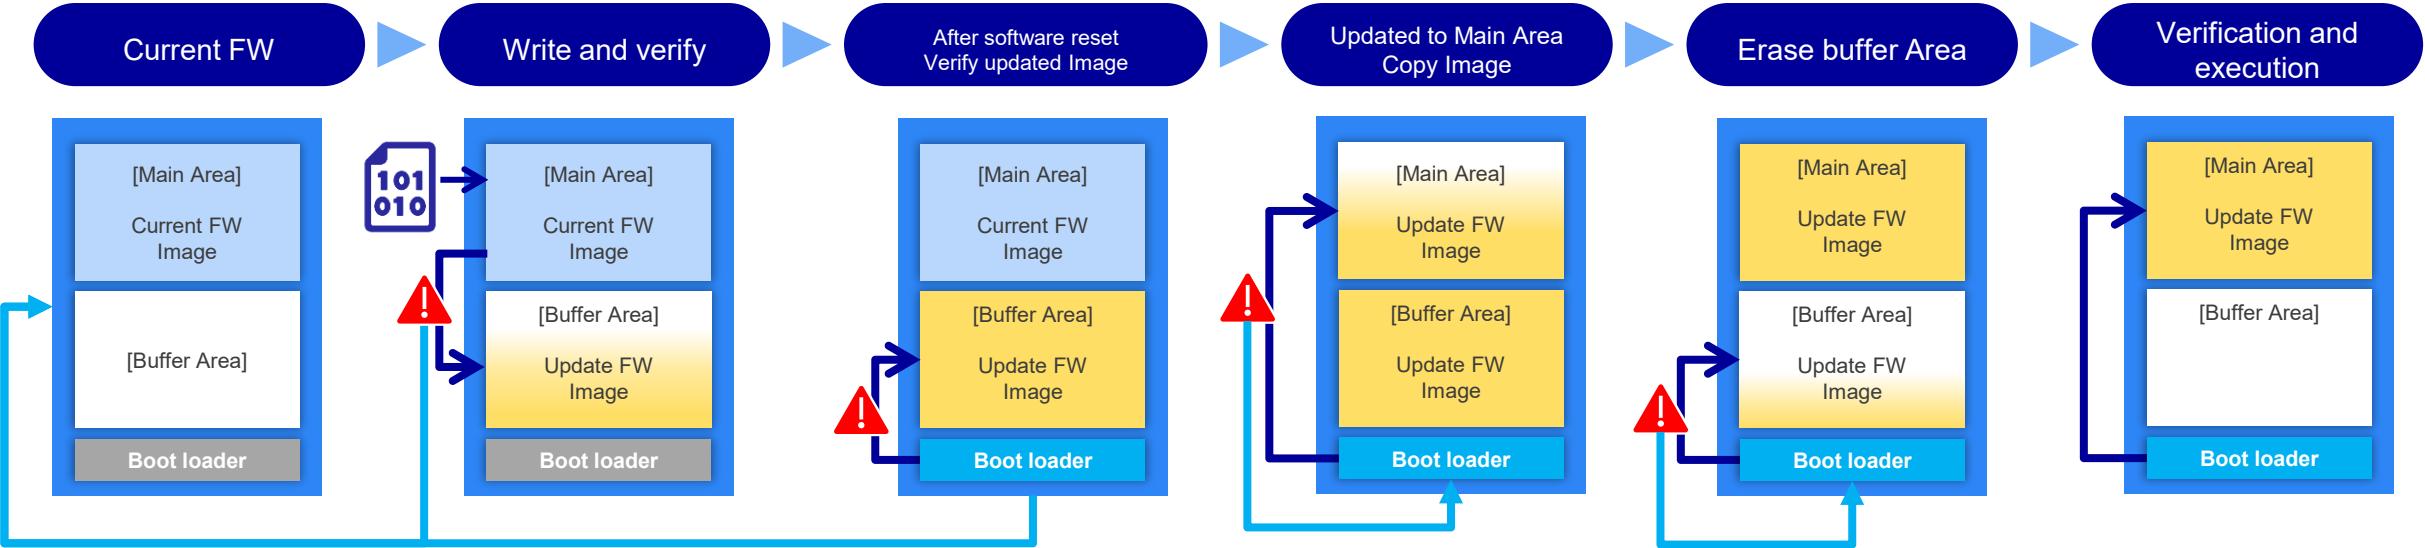 Current FW
Write and verify
After software reset
Verify updated Image
Updated to Main Area
Copy Image
Erase buffer Area
Verification and
execution
[Main Area]
Current FW
Image
[Buffer Area]
Boot loader
101
010
[Main Area]
Current FW
Image
[Buffer Area]
Update FW
Image
Boot loader
[Main Area]
Current FW
Image
[Buffer Area]
Update FW
Image
Boot loader
[Main Area]
Update FW
Image
[Buffer Area]
Update FW
Image
Boot loader
[Main Area]
Update FW
Image
[Buffer Area]
Update FW
Image
Boot loader
[Main Area]
Update FW
Image
[Buffer Area]
Boot loader